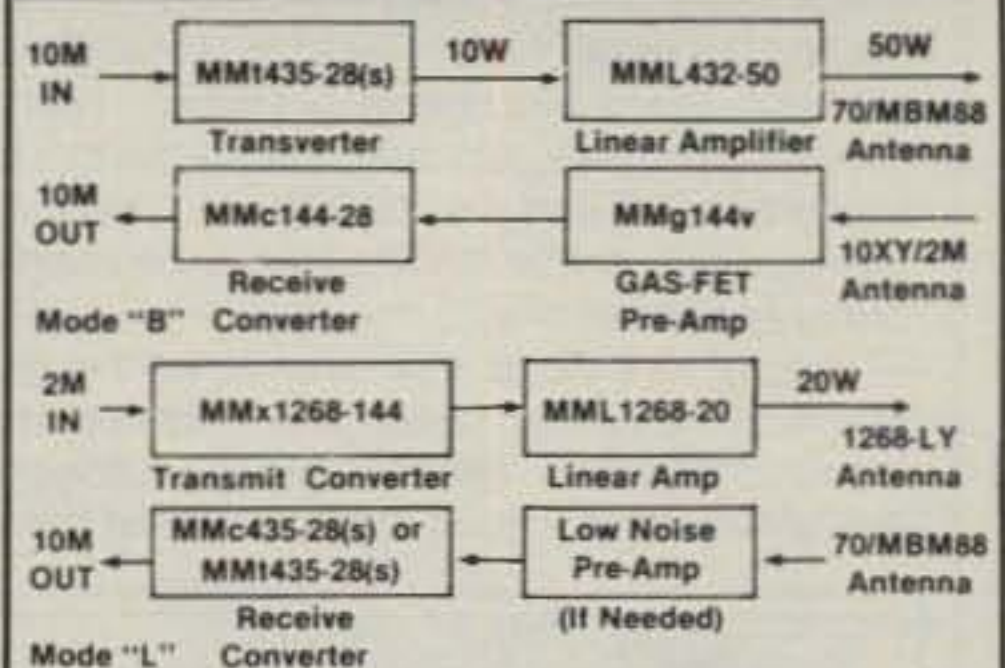 10M IN
MMt435-28(s)
Transverter
10W
MML432-50
Linear Amplifier
50W
70/MBM88 Antenna
10M OUT
MMc144-28
Receive Converter
MMg144v
GAS-FET Pre-Amp
10XY/2M Antenna
Mode "B"
2M IN
MMx1268-144
Transmit Converter
MML1268-20
Linear Amp
20W
1268-LY Antenna
10M OUT
MMc435-28(s) or
MMt435-28(s)
Receive Converter
Low Noise
Pre-Amp
(If Needed)
70/MBM88 Antenna
Mode "L"